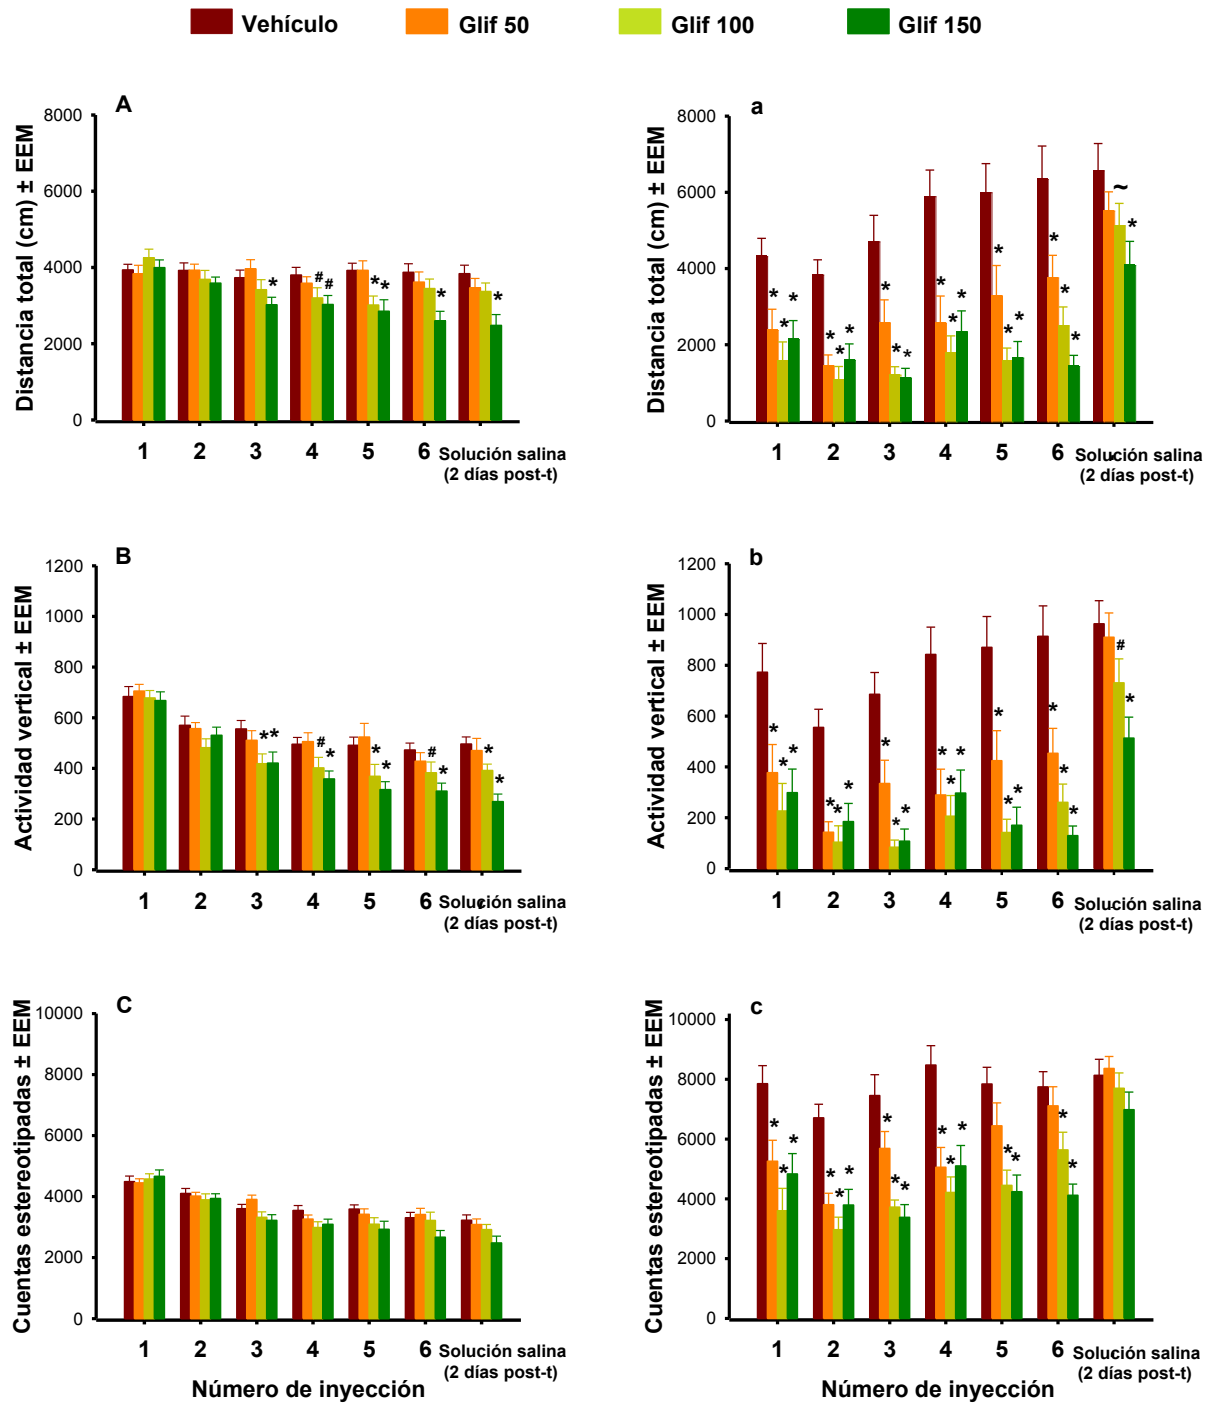 Vehículo Glif 50 Glif 100 Glif 150
A
Distancia total (cm) ± EEM
8000
6000
4000
2000
0
* # # * * * *
1 2 3 4 5 6 Solución salina
(2 días post-t)
a
Distancia total (cm) ± EEM
8000
6000
4000
2000
0
* * * * * * * * * * * * * * * * * * ~ *
1 2 3 4 5 6 Solución salina
(2 días post-t)
B
Actividad vertical ± EEM
1200
1000
800
600
400
200
0
* * # * * * # * * *
1 2 3 4 5 6 Solución salina
(2 días post-t)
b
Actividad vertical ± EEM
1200
1000
800
600
400
200
0
* * * * * * * * * * * * * * * * * * # *
1 2 3 4 5 6 Solución salina
(2 días post-t)
C
Cuentas estereotipadas ± EEM
10000
8000
6000
4000
2000
0
1 2 3 4 5 6 Solución salina
(2 días post-t)
Número de inyección
c
Cuentas estereotipadas ± EEM
10000
8000
6000
4000
2000
0
* * * * * * * * * * * * * * * *
1 2 3 4 5 6 Solución salina
(2 días post-t)
Número de inyección